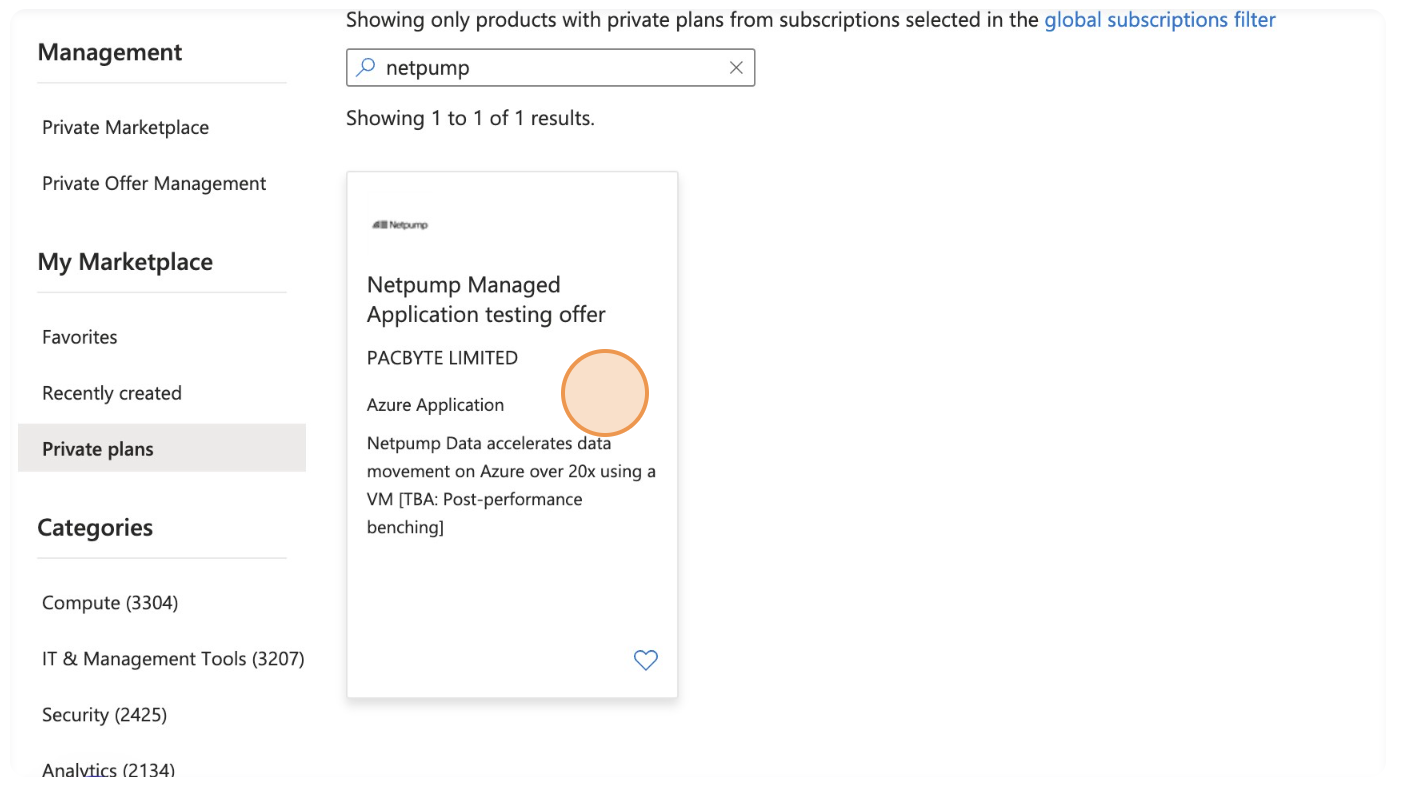 Showing only products with private plans from subscriptions selected in the global subscriptions filter
Management
Private Marketplace
Private Offer Management
My Marketplace
Favorites
Recently created
Private plans
Categories
Compute (3304)
IT & Management Tools (3207)
Security (2425)
Analytics (2134)
netpump
Showing 1 to 1 of 1 results.
Netpump
Netpump Managed
Application testing offer
PACBYTE LIMITED
Azure Application
Netpump Data accelerates data
movement on Azure over 20x using a
VM [TBA: Post-performance
benching]